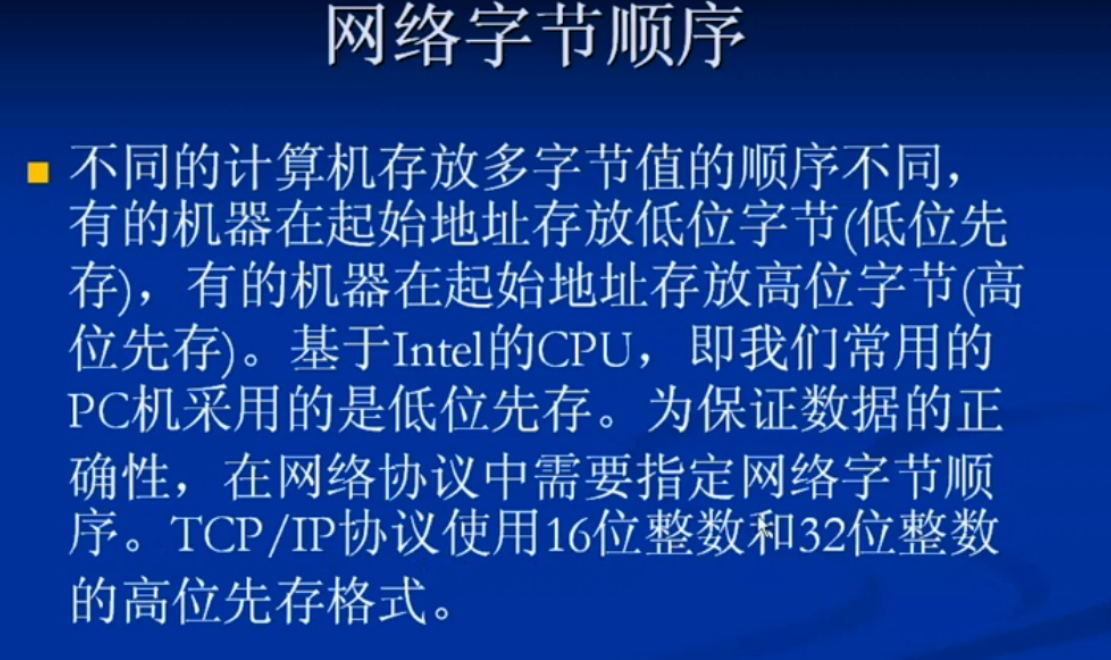 网络字节顺序
不同的计算机存放多字节值的顺序不同，
有的机器在起始地址存放低位字节(低位先
存)，有的机器在起始地址存放高位字节(高
位先存)。基于Intel的CPU，即我们常用的
PC机采用的是低位先存。为保证数据的正
确性，在网络协议中需要指定网络字节顺
序。TCP/IP协议使用16位整数和32位整数
的高位先存格式。